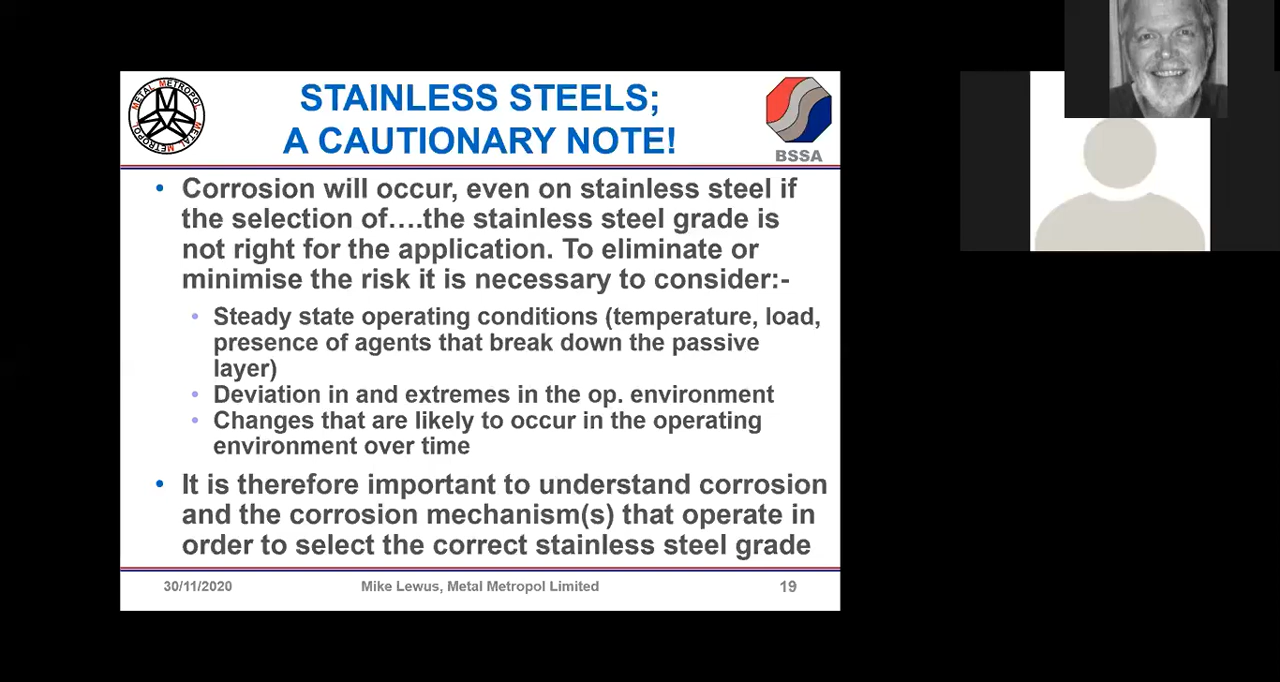 STAINLESS STEELS;
A CAUTIONARY NOTE!
METAL METROPOL METAL METROPOL
M
BSSA
• Corrosion will occur, even on stainless steel if
the selection of….the stainless steel grade is
not right for the application. To eliminate or
minimise the risk it is necessary to consider:-
• Steady state operating conditions (temperature, load,
presence of agents that break down the passive
layer)
• Deviation in and extremes in the op. environment
• Changes that are likely to occur in the operating
environment over time
• It is therefore important to understand corrosion
and the corrosion mechanism(s) that operate in
order to select the correct stainless steel grade
30/11/2020 Mike Lewus, Metal Metropol Limited 19